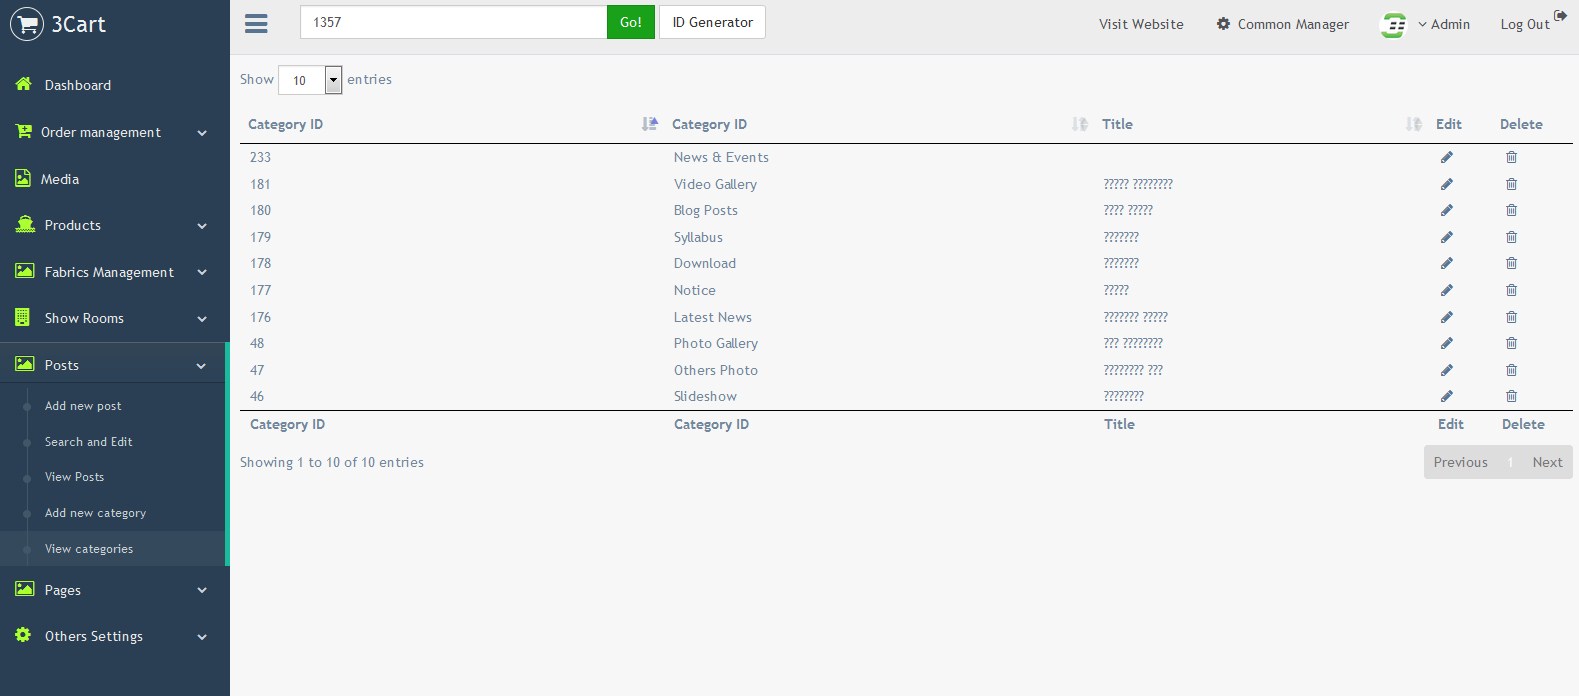 3Cart
1357 Go! ID Generator Visit Website Common Manager Admin Log Out
Dashboard
Order management
Media
Products
Fabrics Management
Show Rooms
Posts
Add new post
Search and Edit
View Posts
Add new category
View categories
Pages
Others Settings
Show 10 entries
Category ID Category ID Title Edit Delete
233 News & Events
181 Video Gallery ????? ????????
180 Blog Posts ???? ?????
179 Syllabus ???????
178 Download ???????
177 Notice ?????
176 Latest News ??????? ?????
48 Photo Gallery ??? ????????
47 Others Photo ???????? ???
46 Slideshow ????????
Category ID Category ID Title Edit Delete
Showing 1 to 10 of 10 entries Previous 1 Next